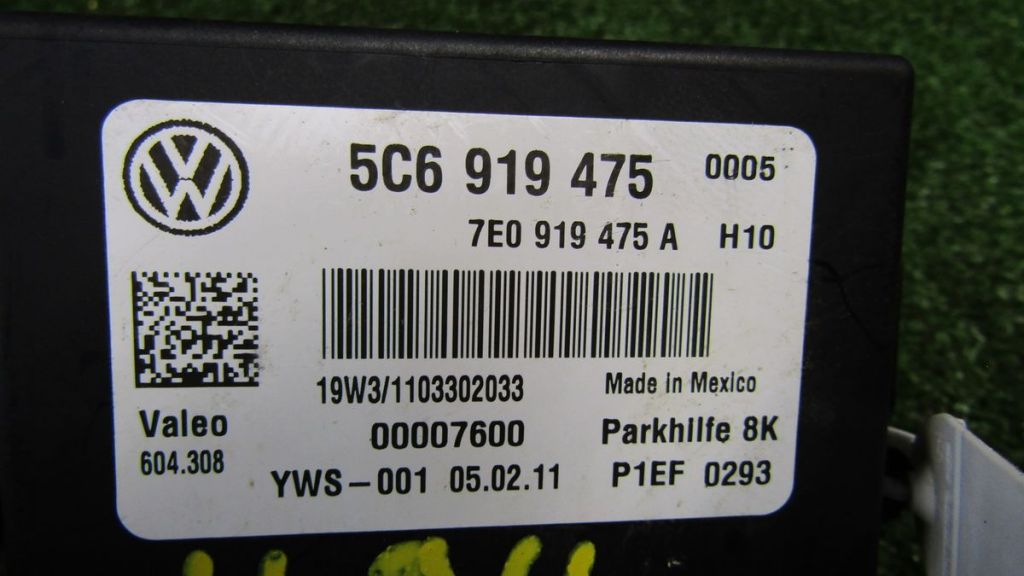 5C6 919 475 0005
7E0 919 475 A H10
19W3/1103302033 Made in Mexico
Valeo 00007600 Parkhilfe 8K
604.308 YWS-001 05.02.11 P1EF 0293